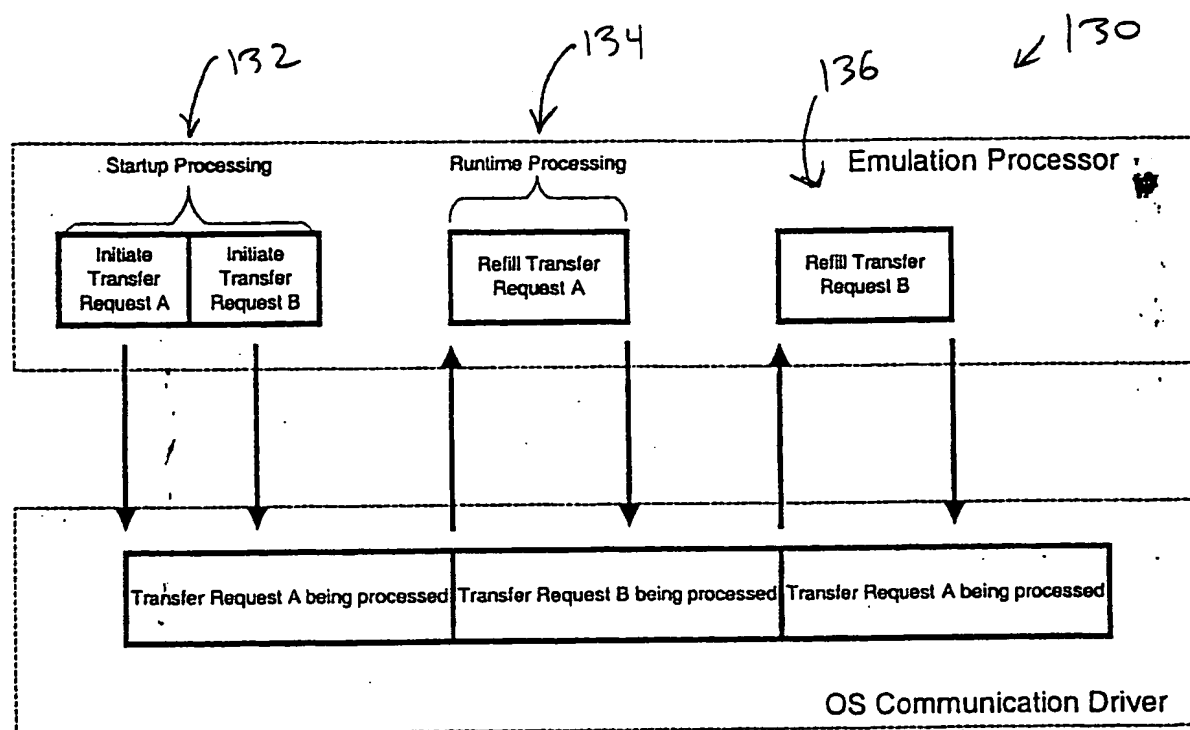 132
134
136
130
Startup Processing
Runtime Processing
Emulation Processor
Initiate
Transfer
Request A
Initiate
Transfer
Request B
Refill Transfer
Request A
Refill Transfer
Request B
Transfer Request A being processed
Transfer Request B being processed
Transfer Request A being processed
OS Communication Driver